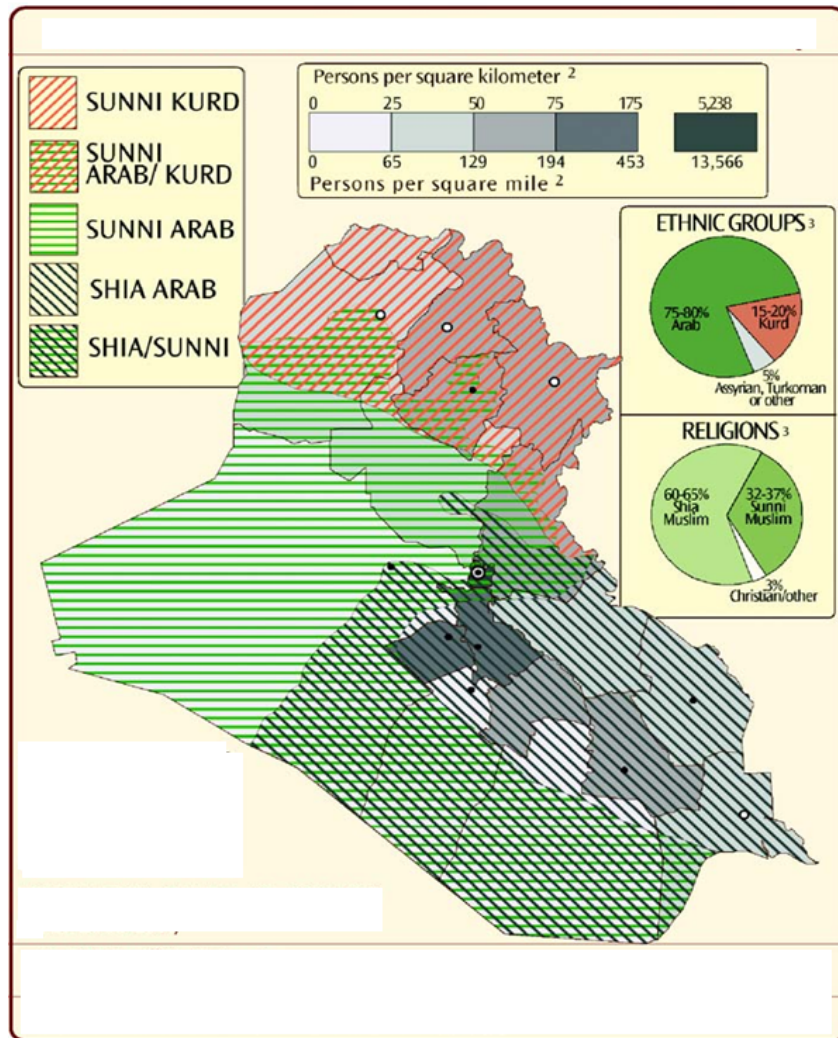 SUNNI KURD
SUNNI
ARAB/ KURD
SUNNI ARAB
SHIA ARAB
SHIA/SUNNI
Persons per square kilometer 2
0 25 50 75 175 5,238
0 65 129 194 453 13,566
Persons per square mile 2
ETHNIC GROUPS 3
75-80%
Arab
15-20%
Kurd
5%
Assyrian, Turkoman
or other
RELIGIONS 3
60-65%
Shia
Muslim
32-37%
Sunni
Muslim
3%
Christian/other